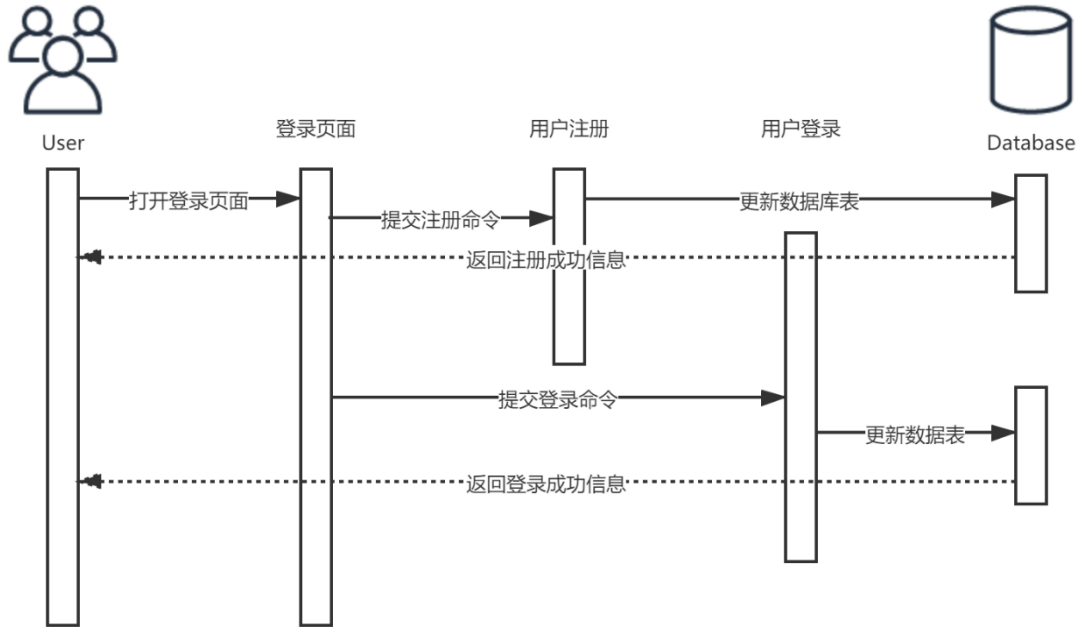 User
登录页面
用户注册
用户登录
Database
打开登录页面
提交注册命令
更新数据库表
返回注册成功信息
提交登录命令
更新数据表
返回登录成功信息